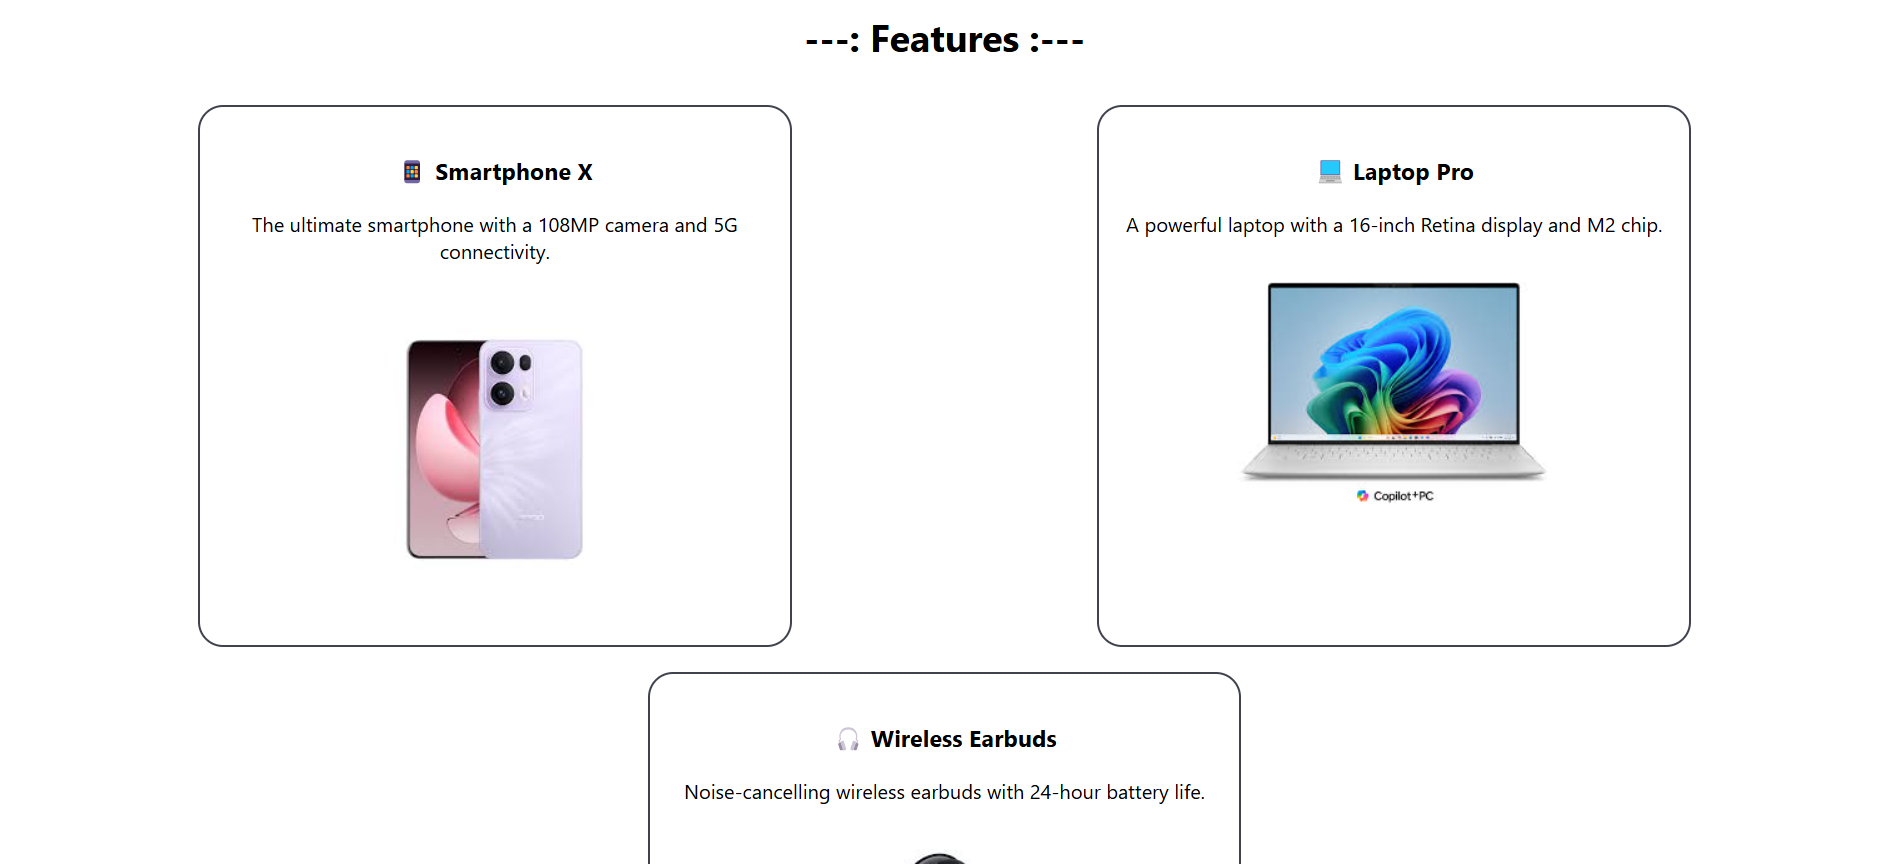 ---: Features :---
Smartphone X
The ultimate smartphone with a 108MP camera and 5G
connectivity.
Laptop Pro
A powerful laptop with a 16-inch Retina display and M2 chip.
Copilot+PC
Wireless Earbuds
Noise-cancelling wireless earbuds with 24-hour battery life.